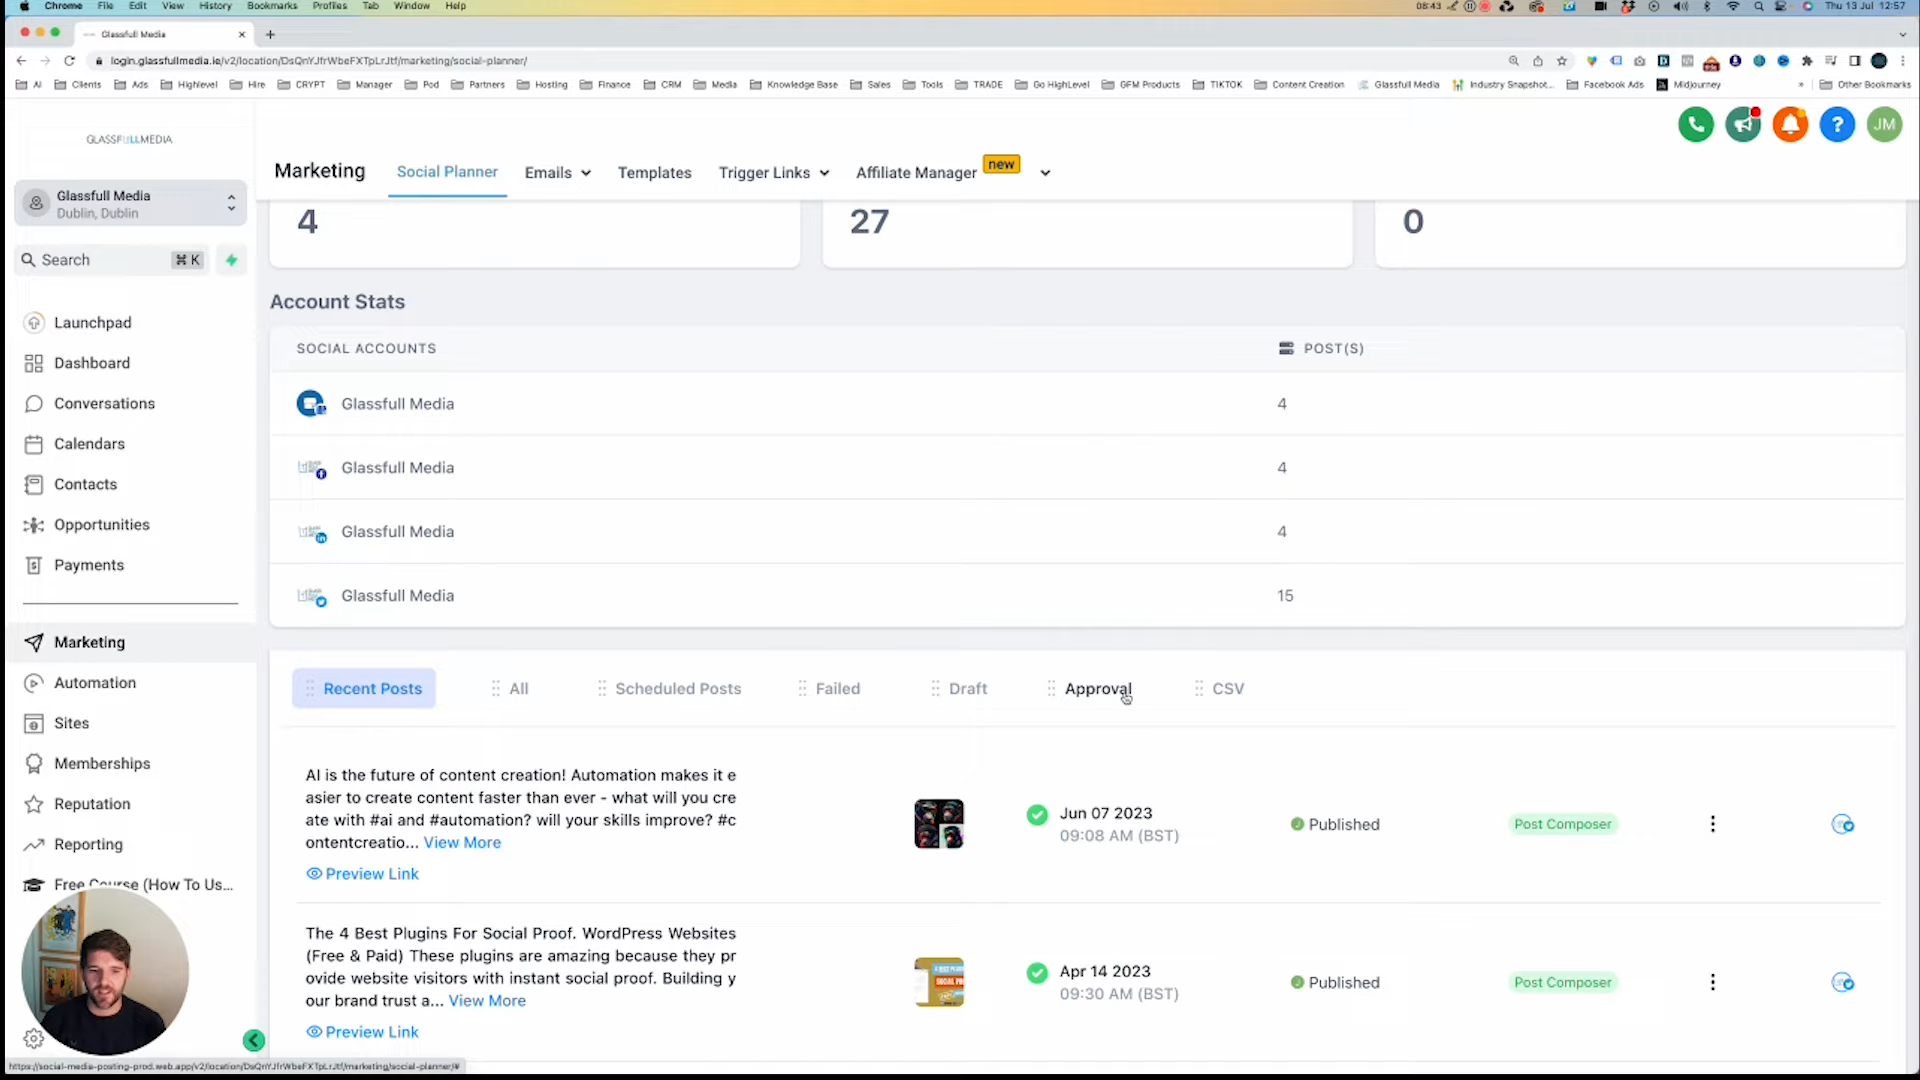 Chrome File Edit View History Bookmarks Profiles Tab Window Help 08:43 Thu 13 Jul 12:57
Glassfull Media
login.glassfullmedia.ie/v2/location/DsQnYJfrWbeFXTpLrJtf/marketing/social-planner/
AI Clients Ads Highlevel Hire CRYPT Manager Pod Partners Hosting Finance CRM Media Knowledge Base Sales Tools TRADE Go HighLevel GFM Products TIKTOK Content Creation Glassfull Media Industry Snapshot... Facebook Ads Midjourney » Other Bookmarks
GLASSFULLMEDIA
JM
Marketing Social Planner Emails Templates Trigger Links Affiliate Manager new
Glassfull Media
Dublin, Dublin
4 27 0
Search ⌘ K
Account Stats
Launchpad
SOCIAL ACCOUNTS POST(S)
Dashboard
Conversations
Glassfull Media 4
Calendars
Glassfull Media 4
Contacts
Opportunities
Glassfull Media 4
Payments
Glassfull Media 15
Marketing
Automation
Recent Posts All Scheduled Posts Failed Draft Approval CSV
Sites
Memberships
Reputation
Reporting
Free Course (How To Us...
AI is the future of content creation! Automation makes it e
asier to create content faster than ever - what will you cre
ate with #ai and #automation? will your skills improve? #c
ontentcreatio... View More
Preview Link
Jun 07 2023
09:08 AM (BST)
Published
Post Composer
The 4 Best Plugins For Social Proof. WordPress Websites
(Free & Paid) These plugins are amazing because they pr
ovide website visitors with instant social proof. Building y
our brand trust a... View More
Preview Link
Apr 14 2023
09:30 AM (BST)
Published
Post Composer
https://social-media-posting-prod.web.app/v2/location/DsQnYJfrWbeFXTpLrJtf/marketing/social-planner/#